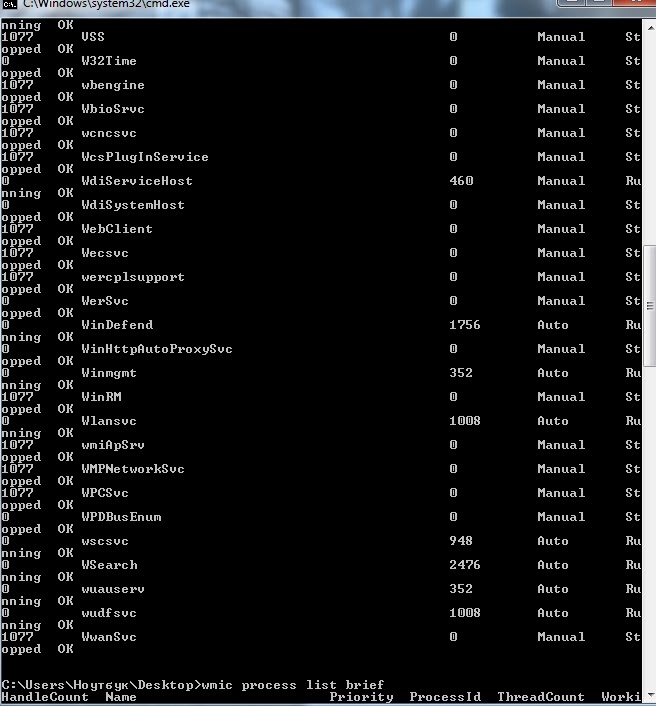 C:\Windows\system32\cmd.exe
nning OK
1077 VSS 0 Manual St
opped OK
0 W32Time 0 Manual St
opped OK
1077 wbengine 0 Manual St
opped OK
1077 WbioSrvc 0 Manual St
opped OK
1077 wcncsvc 0 Manual St
opped OK
1077 WcsPlugInService 0 Manual St
opped OK
0 WdiServiceHost 460 Manual Ru
nning OK
0 WdiSystemHost 0 Manual St
opped OK
1077 WebClient 0 Manual St
opped OK
1077 Wecsvc 0 Manual St
opped OK
1077 wercplsupport 0 Manual St
opped OK
0 WerSvc 0 Manual St
opped OK
0 WinDefend 1756 Auto Ru
nning OK
0 WinHttpAutoProxySvc 0 Manual St
opped OK
0 Winmgmt 352 Auto Ru
nning OK
1077 WinRM 0 Manual St
opped OK
0 Wlansvc 1008 Auto Ru
nning OK
1077 wmiApSrv 0 Manual St
opped OK
1077 WMPNetworkSvc 0 Manual St
opped OK
1077 WPCSvc 0 Manual St
opped OK
0 WPDBusEnum 0 Manual St
opped OK
0 wscsvc 948 Auto Ru
nning OK
0 WSearch 2476 Auto Ru
nning OK
0 wuauserv 352 Auto Ru
nning OK
0 wudfsvc 1008 Auto Ru
nning OK
1077 WwanSvc 0 Manual St
opped OK
C:\Users\Ноутбук\Desktop>wmic process list brief
HandleCount Name Priority ProcessId ThreadCount Worki